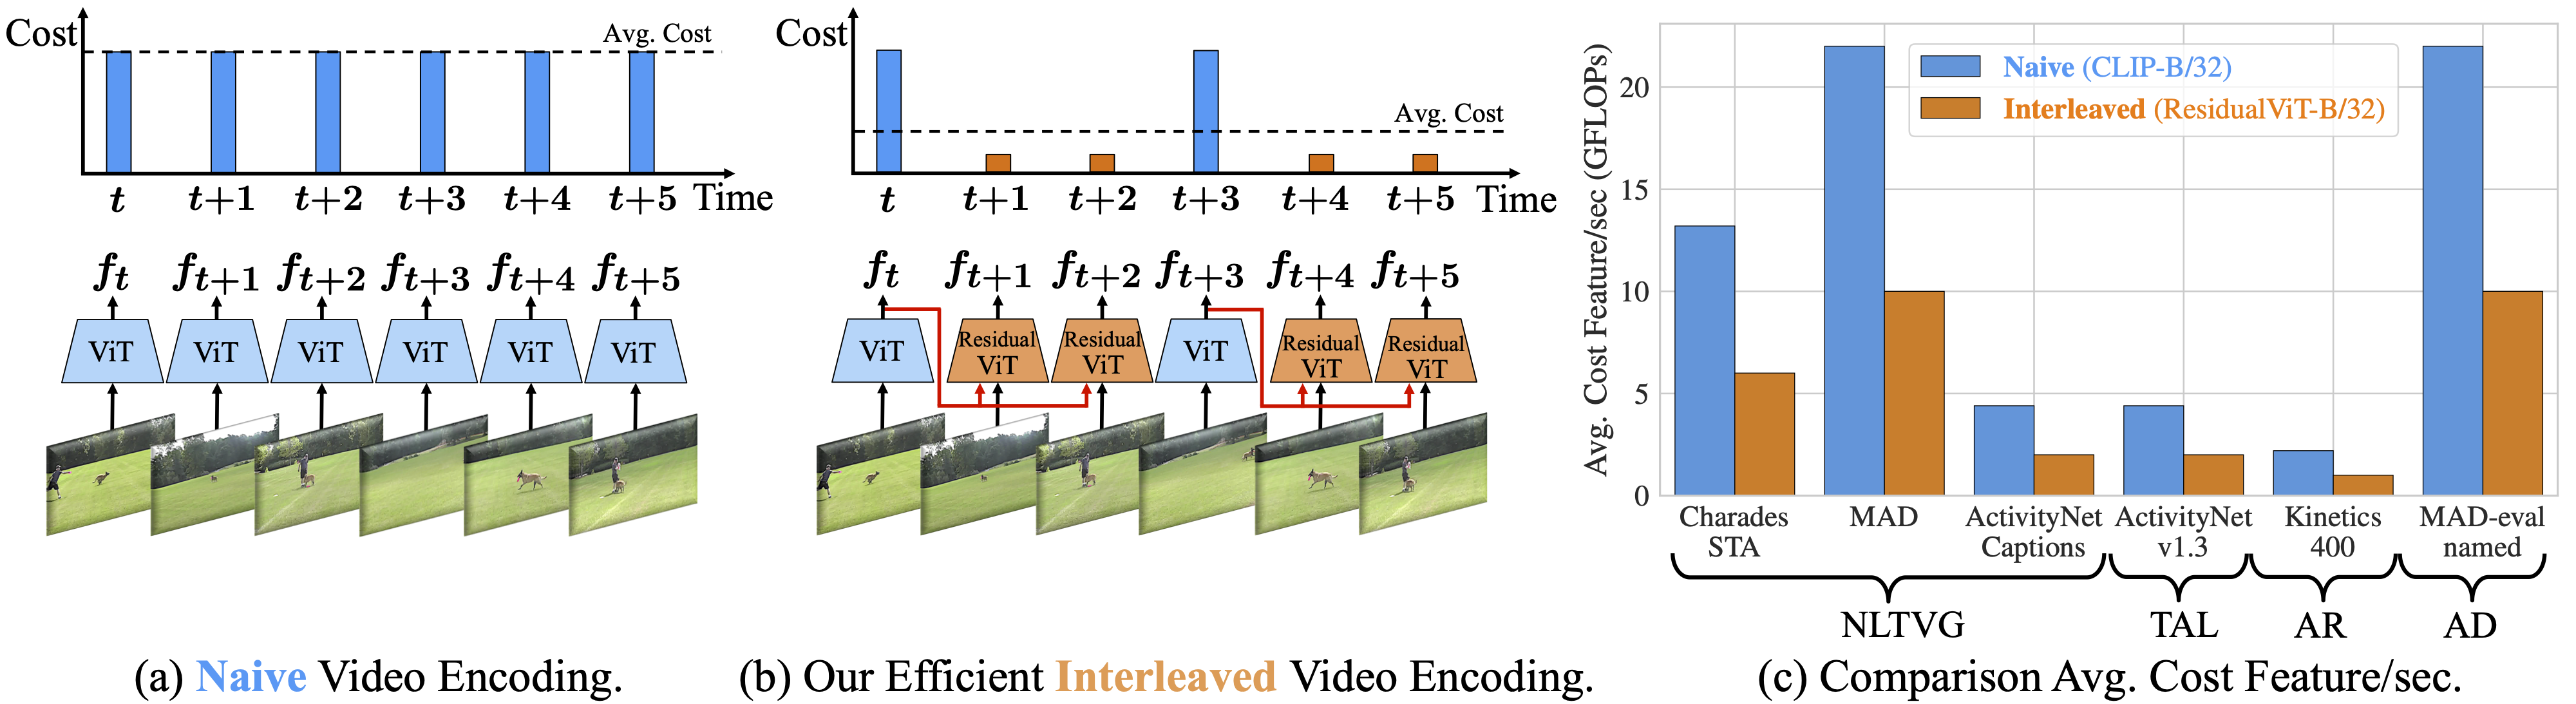 Cost
Avg. Cost
t t+1 t+2 t+3 t+4 t+5 Time
f_t f_{t+1} f_{t+2} f_{t+3} f_{t+4} f_{t+5}
ViT ViT ViT ViT ViT ViT
(a) Naive Video Encoding.
Cost
Avg. Cost
t t+1 t+2 t+3 t+4 t+5 Time
f_t f_{t+1} f_{t+2} f_{t+3} f_{t+4} f_{t+5}
ViT Residual ViT Residual ViT ViT Residual ViT Residual ViT
(b) Our Efficient Interleaved Video Encoding.
Avg. Cost Feature/sec (GFLOPs)
20
15
10
5
0
Naive (CLIP-B/32)
Interleaved (ResidualViT-B/32)
Charades MAD ActivityNet ActivityNet Kinetics MAD-eval
STA Captions v1.3 400 named
NLTVG TAL AR AD
(c) Comparison Avg. Cost Feature/sec.